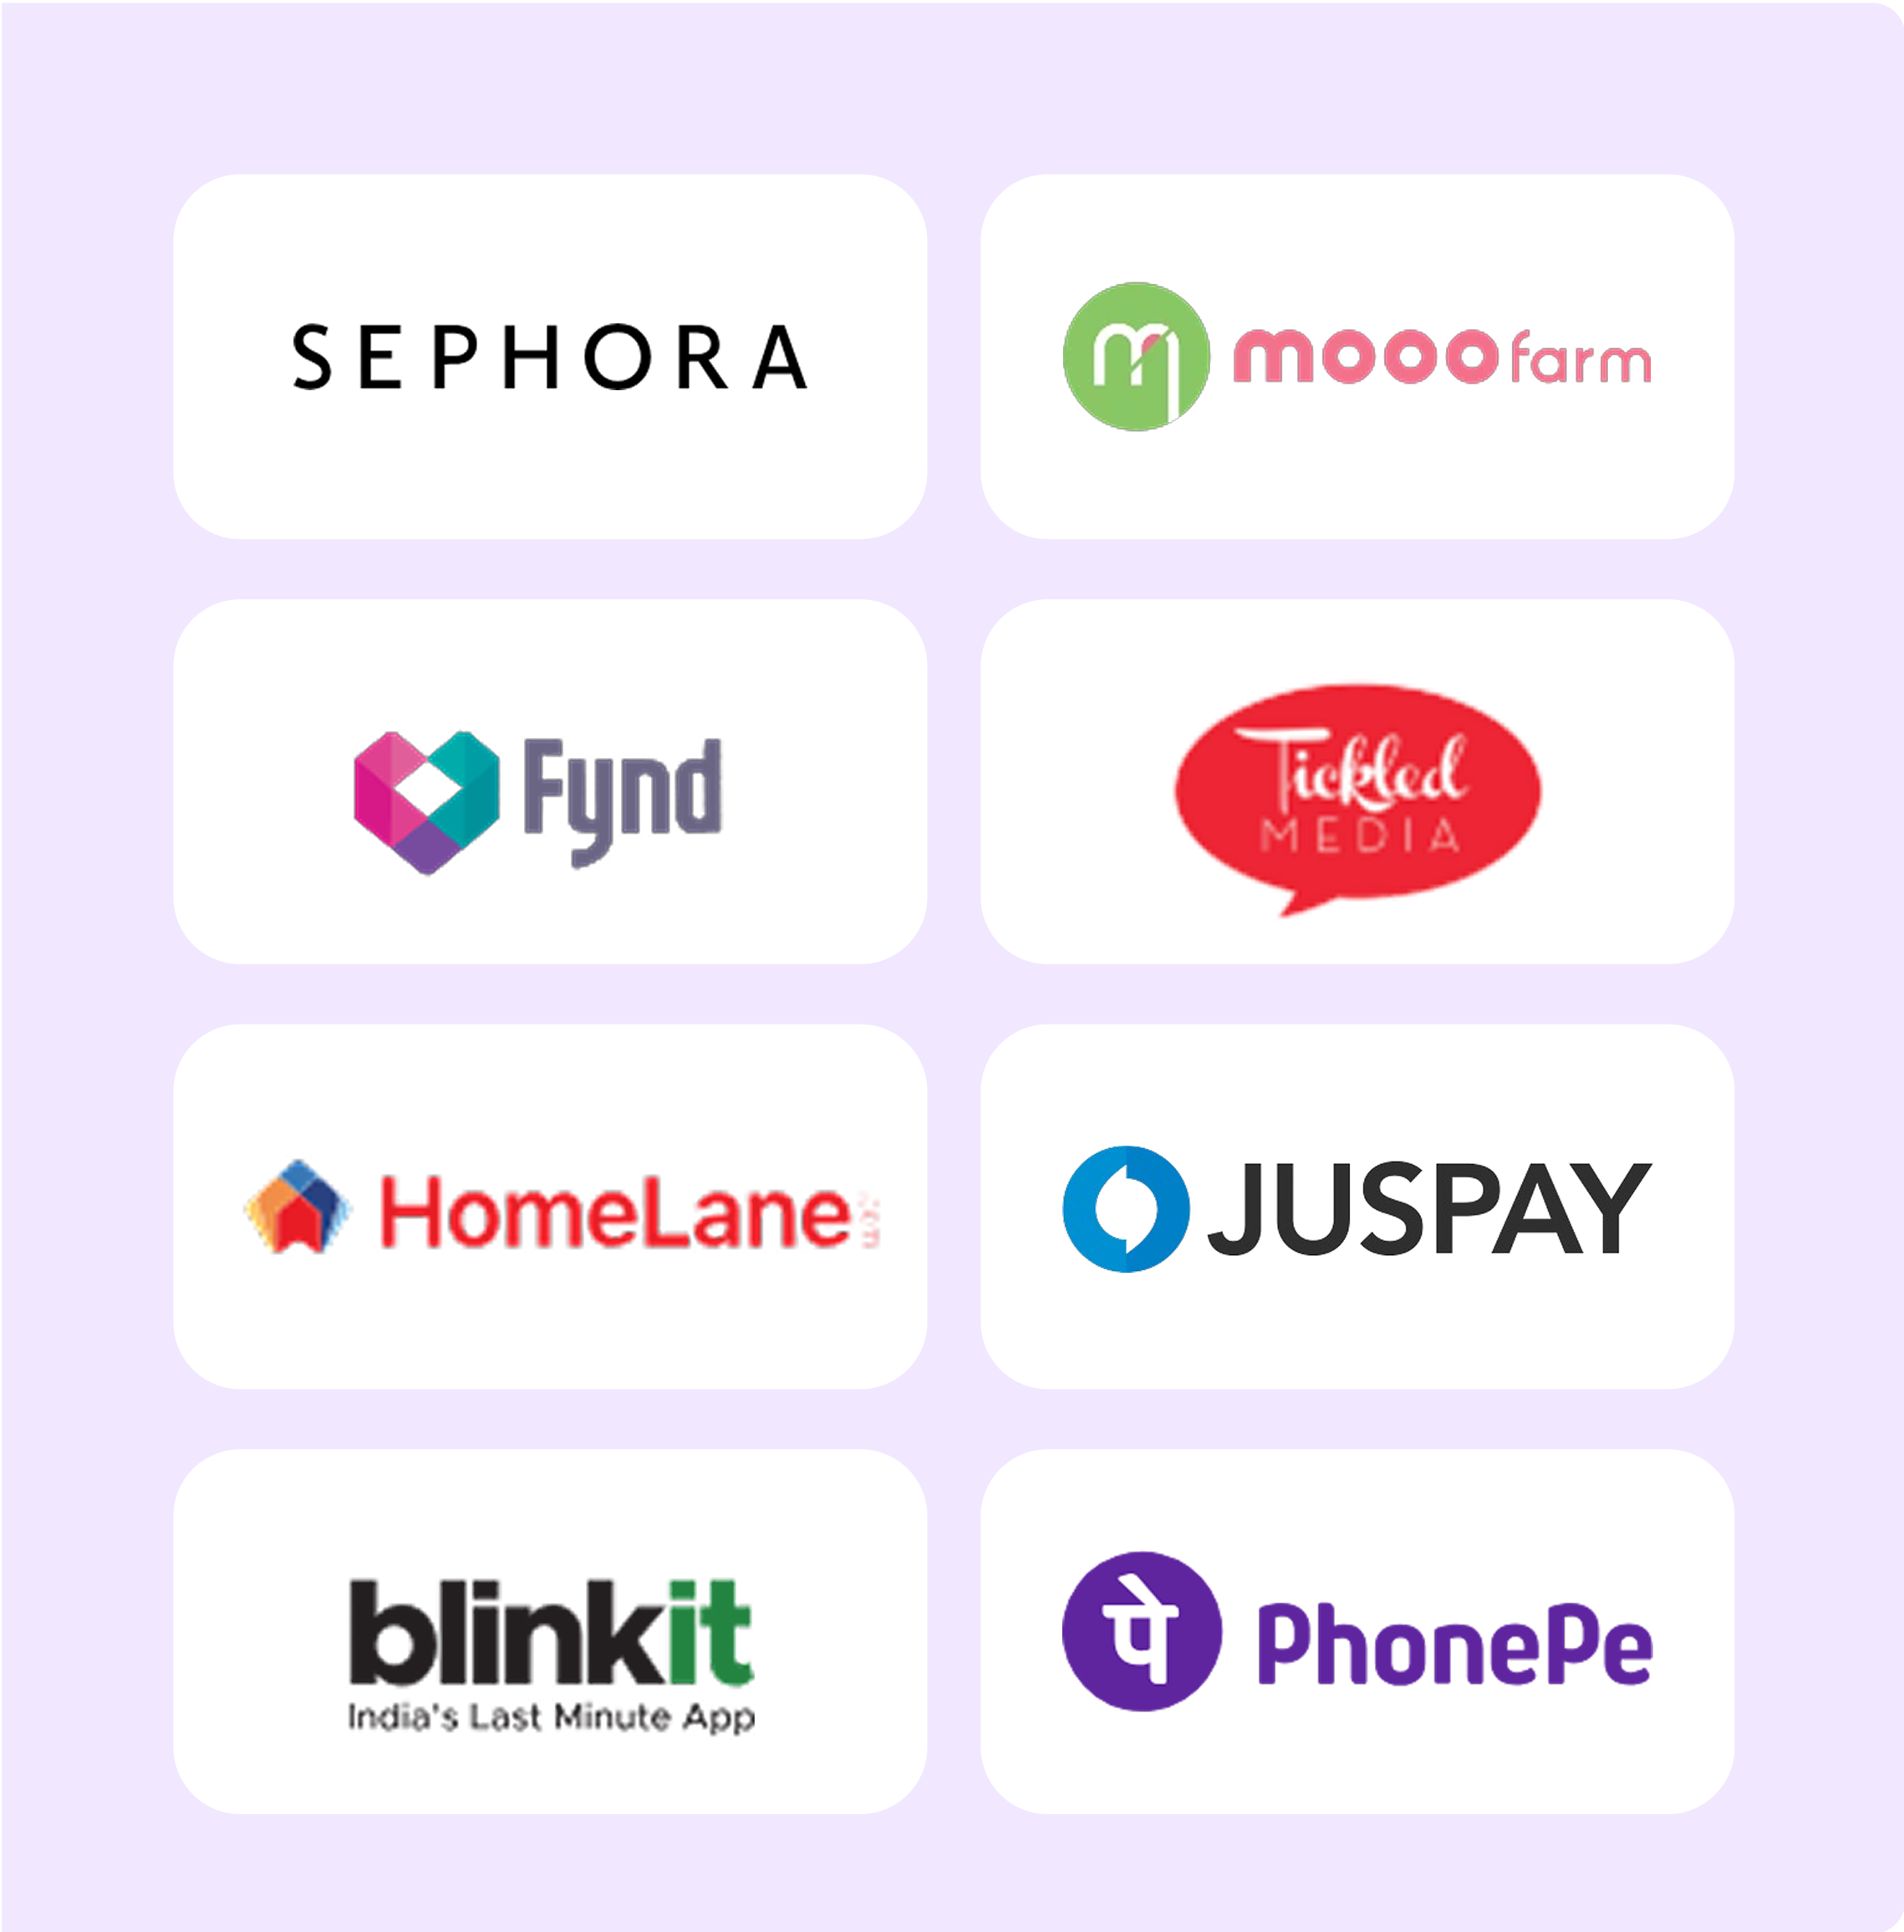 SEPHORA
mooofarm
Fynd
Tickled
MEDIA
HomeLane
JUSPAY
blinkit
India's Last Minute App
पे PhonePe